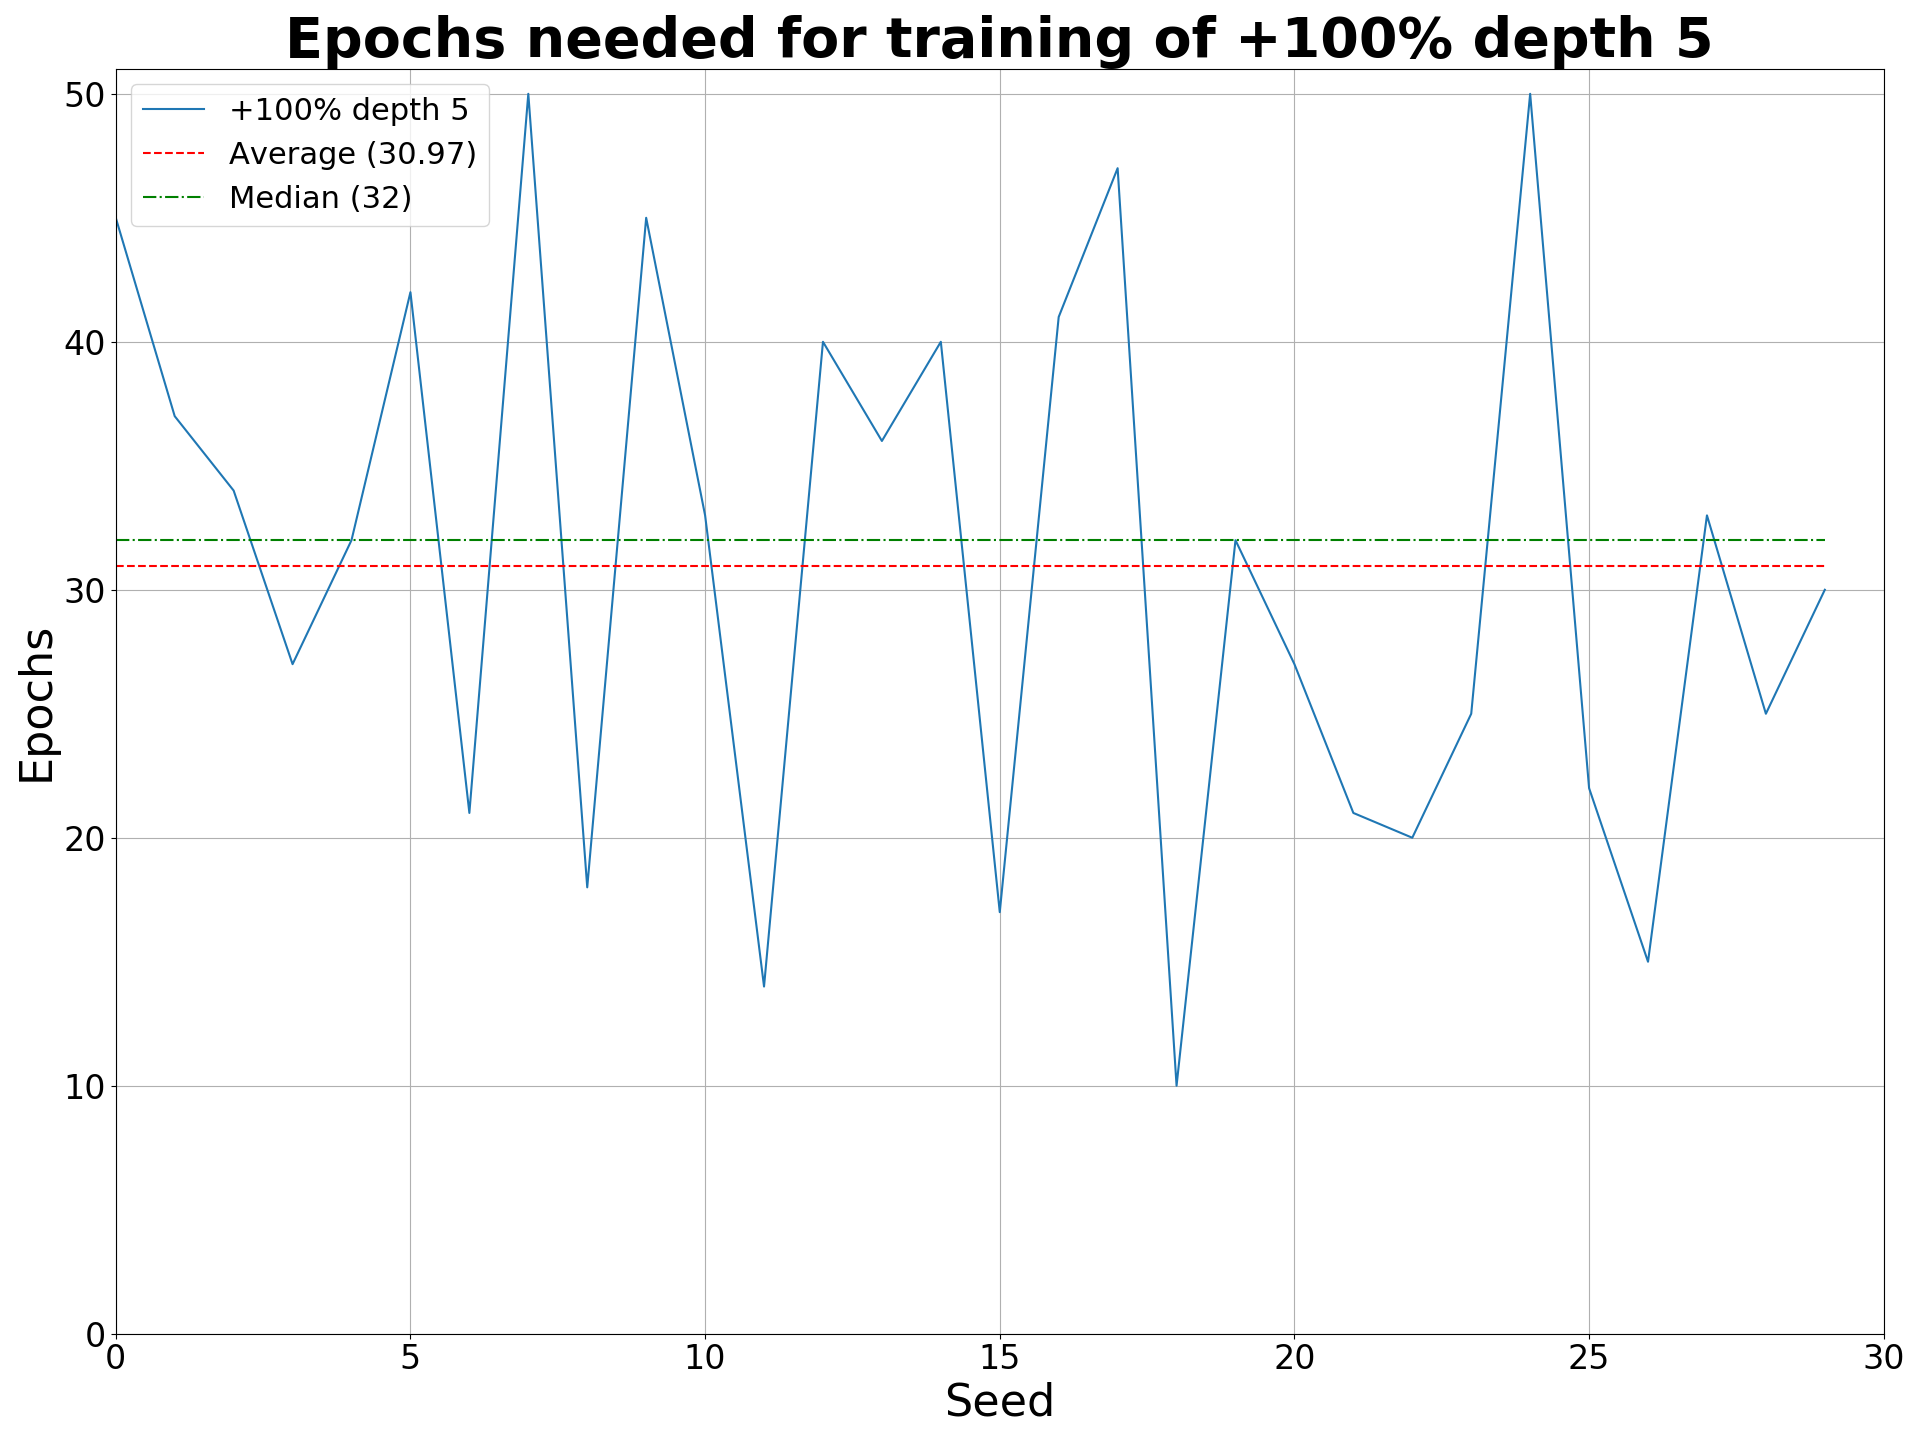 Epochs needed for training of +100% depth 5
+100% depth 5
Average (30.97)
Median (32)
50
40
30
20
10
0
Epochs
0 5 10 15 20 25 30
Seed